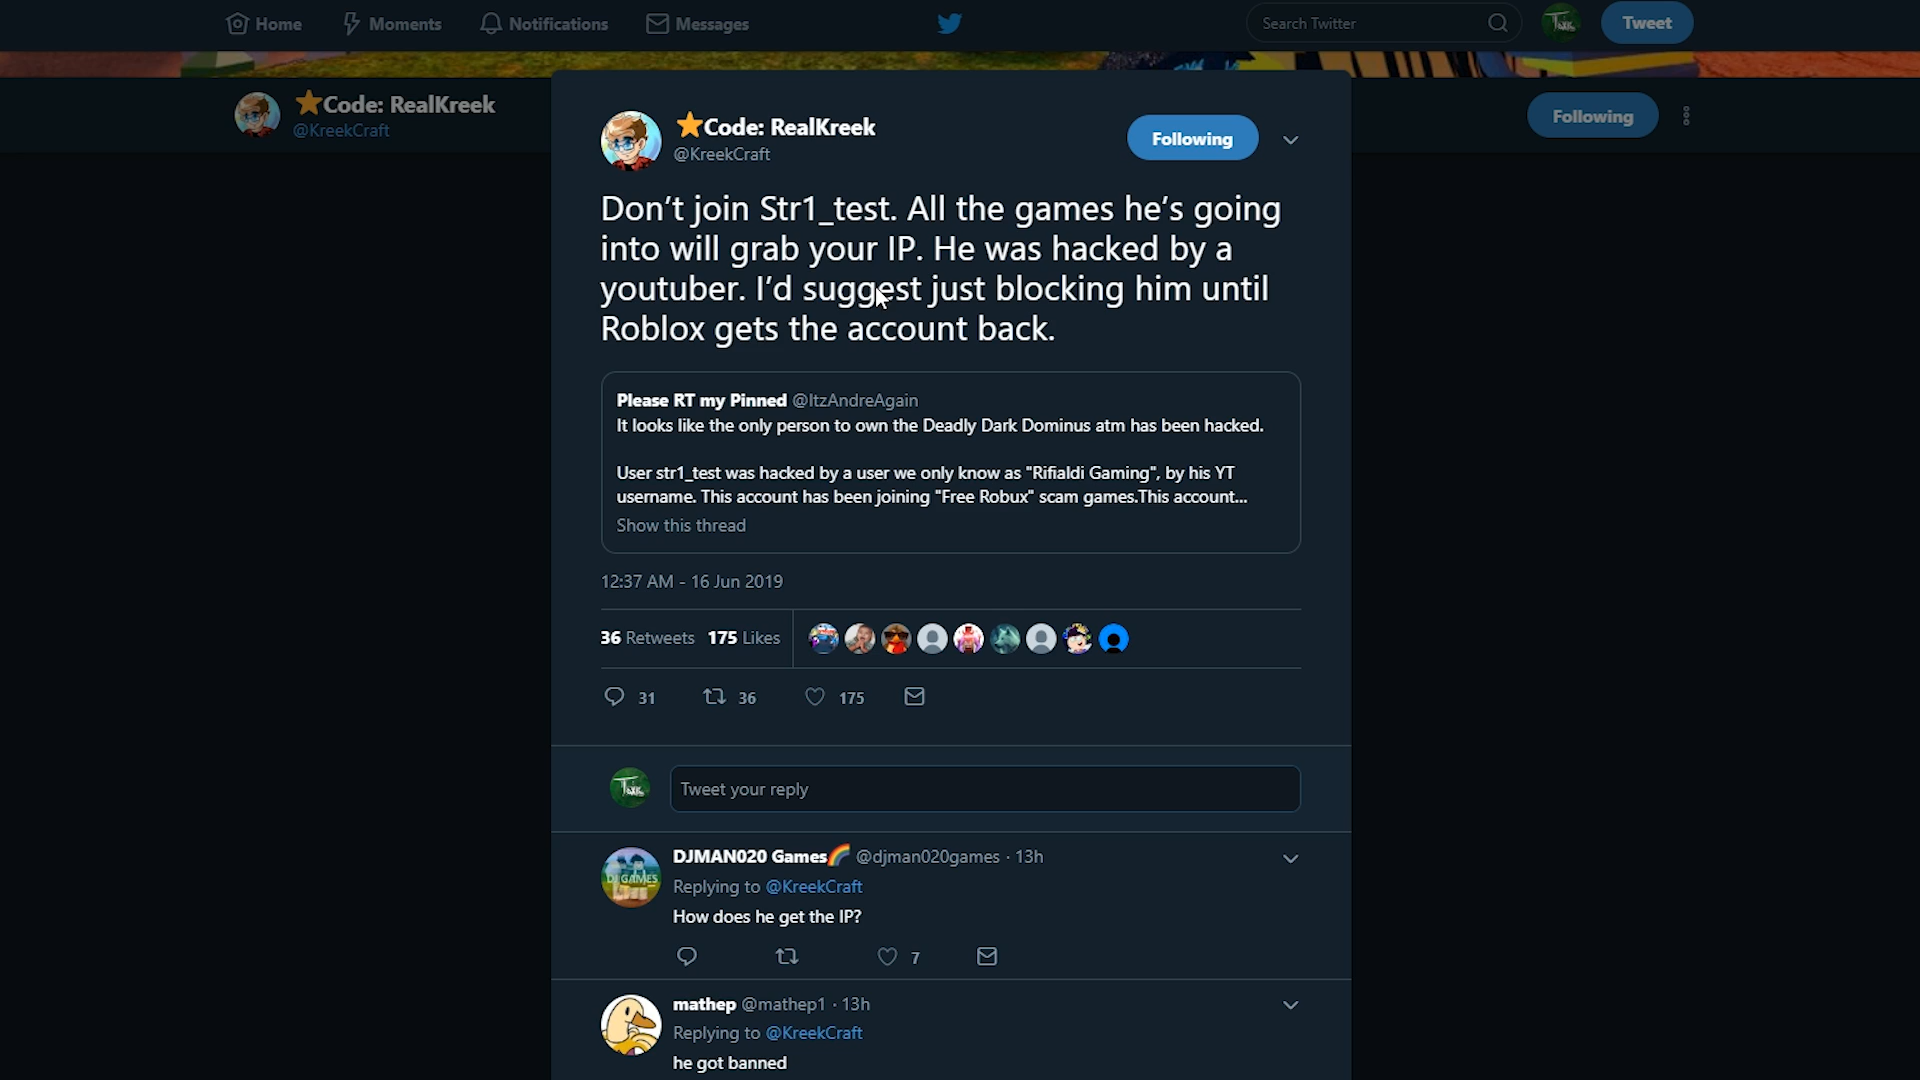 Home Moments Notifications Messages Search Twitter Tweet
⭐Code: RealKreek
@KreekCraft
Following
⭐Code: RealKreek
@KreekCraft
Following
Don't join Str1_test. All the games he's going
into will grab your IP. He was hacked by a
youtuber. I'd suggest just blocking him until
Roblox gets the account back.
Please RT my Pinned @ItzAndreAgain
It looks like the only person to own the Deadly Dark Dominus atm has been hacked.
User str1_test was hacked by a user we only know as "Rifialdi Gaming", by his YT
username. This account has been joining "Free Robux" scam games.This account...
Show this thread
12:37 AM - 16 Jun 2019
36 Retweets 175 Likes
31 36 175
Tweet your reply
DJMAN020 Games🌈 @djman020games · 13h
DJ GAMES
Replying to @KreekCraft
How does he get the IP?
7
mathep @mathep1 · 13h
Replying to @KreekCraft
he got banned